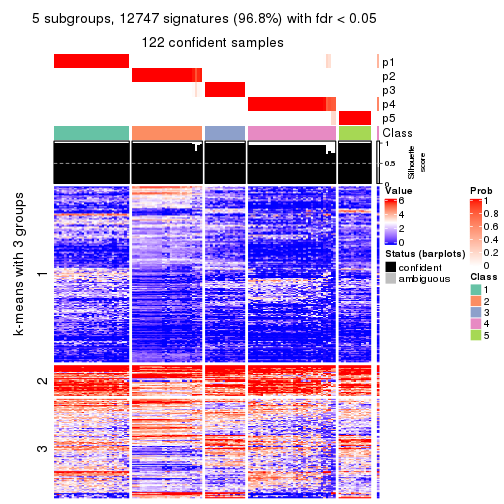 5 subgroups, 12747 signatures (96.8%) with fdr < 0.05
122 confident samples
p1
p2
p3
p4
p5
Class
1
0.5
0
Silhouette
score
k-means with 3 groups
1
2
3
Value
6
4
2
0
Status (barplots)
confident
ambiguous
Prob
1
0.8
0.6
0.4
0.2
0
Class
1
2
3
4
5